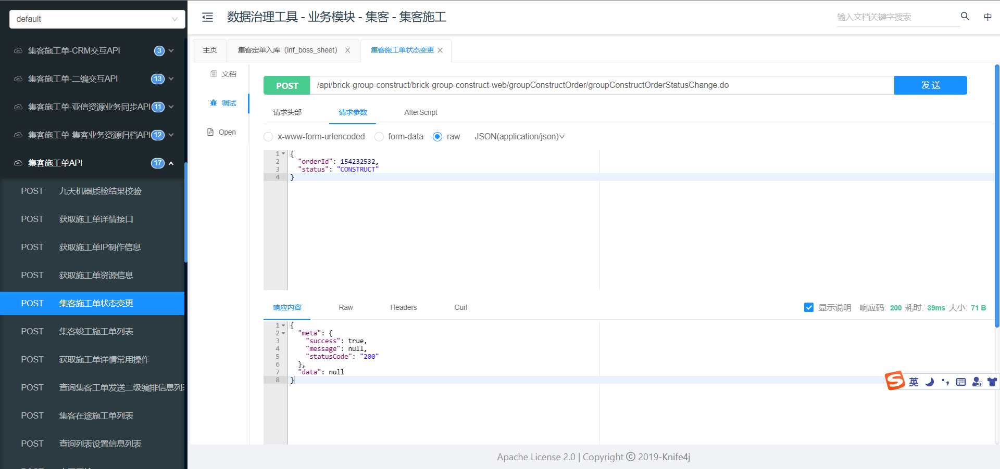 default
集客施工单-CRM交互API 3
集客施工单-二编交互API 13
集客施工单-亚信资源业务同步API 11
集客施工单-集客业务资源归档API 12
集客施工单API 17
POST 九天机器质检结果校验
POST 获取施工单详情接口
POST 获取施工单IP制作信息
POST 获取施工单资源信息
POST 集客施工单状态变更
POST 集客竣工施工单列表
POST 获取施工单详情常用操作
POST 查询集客工单发送二级编排信息列
POST 集客在途施工单列表
POST 查询列表设置信息列表
数据治理工具 - 业务模块 - 集客 - 集客施工
输入文档关键字搜索
中
主页
集客定单入库（inf_boss_sheet）
集客施工单状态变更
文档
调试
Open
POST /api/brick-group-construct/brick-group-construct-web/groupConstructOrder/groupConstructOrderStatusChange.do 发 送
请求头部 请求参数 AfterScript
x-www-form-urlencoded form-data raw JSON(application/json)
1 {
2 "orderId": 154232532,
3 "status": "CONSTRUCT"
4 }
响应内容 Raw Headers Curl
显示说明 响应码: 200 耗时: 39ms 大小: 71 B
1 {
2 "meta": {
3 "success": true,
4 "message": null,
5 "statusCode": "200"
6 },
7 "data": null
8 }
S 英
Apache License 2.0 | Copyright © 2019-Knife4j